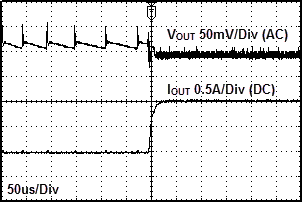 VOUT 50mV/Div (AC)
IOUT 0.5A/Div (DC)
50us/Div